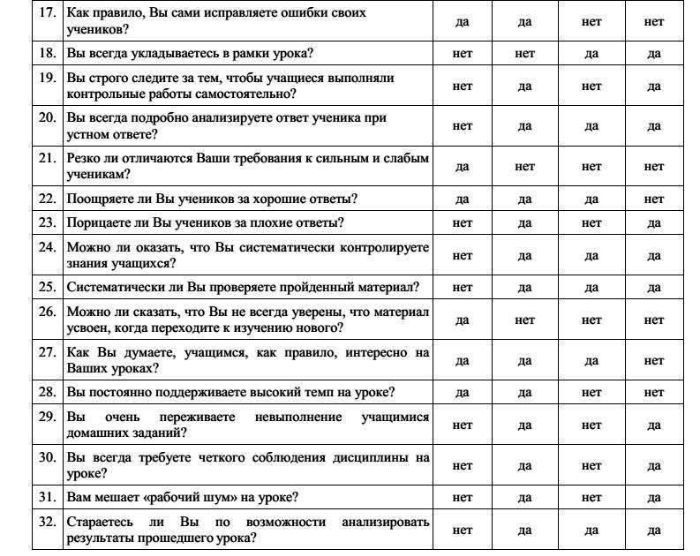 17. Как правило, Вы сами исправляете ошибки своих
учеников? да да нет нет
18. Вы всегда укладываетесь в рамки урока? нет нет да да
19. Вы строго следите за тем, чтобы учащиеся выполняли
контрольные работы самостоятельно? нет да нет да
20. Вы всегда подробно анализируете ответ ученика при
устном ответе? нет да да да
21. Резко ли отличаются Ваши требования к сильным и слабым
ученикам? да нет нет нет
22. Поощряете ли Вы учеников за хорошие ответы? да да да нет
23. Порицаете ли Вы учеников за плохие ответы? нет да нет да
24. Можно ли оказать, что Вы систематически контролируете
знания учащихся? нет да да да
25. Систематически ли Вы проверяете пройденный материал? нет да да да
26. Можно ли сказать, что Вы не всегда уверены, что материал
усвоен, когда переходите к изучению нового? да нет нет нет
27. Как Вы думаете, учащимся, как правило, интересно на
Ваших уроках? да да да нет
28. Вы постоянно поддерживаете высокий темп на уроке? да да нет нет
29. Вы очень переживаете невыполнение учащимися
домашних заданий? нет да нет да
30. Вы всегда требуете четкого соблюдения дисциплины на
уроке? нет да нет да
31. Вам мешает «рабочий шум» на уроке? нет да нет да
32. Стараетесь ли Вы по возможности анализировать
результаты прошедшего урока? нет да да да